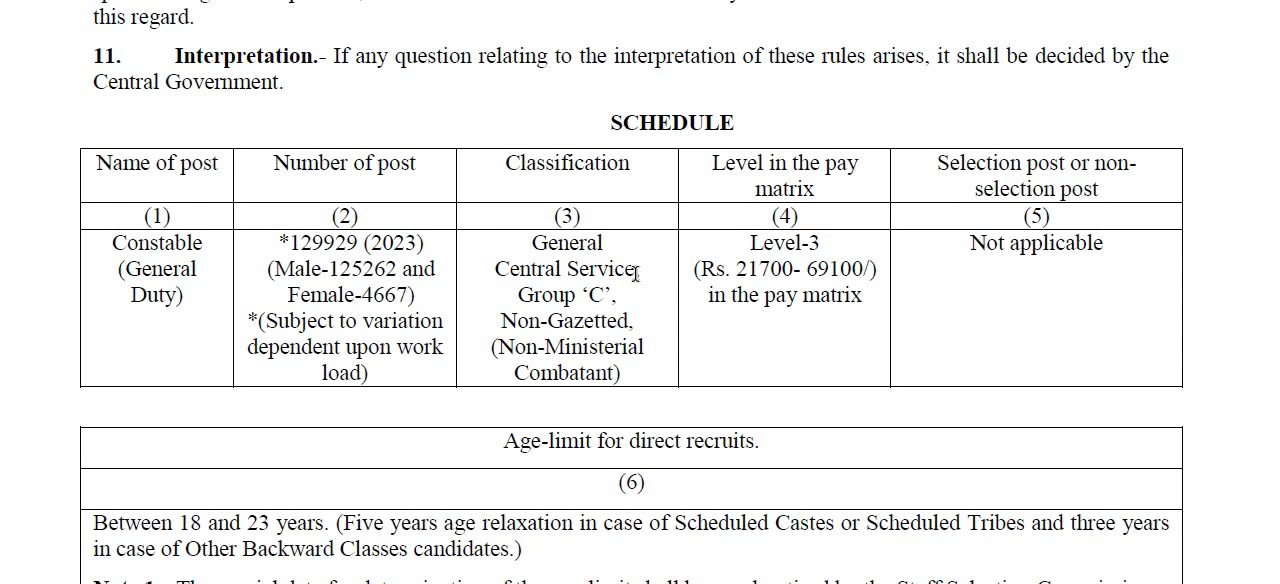 this regard.
11. Interpretation.- If any question relating to the interpretation of these rules arises, it shall be decided by the
Central Government.
SCHEDULE
Name of post
Number of post
Classification
Level in the pay
matrix
Selection post or non-
selection post
(1)
(2)
(3)
(4)
(5)
Constable
(General
Duty)
*129929 (2023)
(Male-125262 and
Female-4667)
*(Subject to variation
dependent upon work
load)
General
Central Service,
Group ‘C’,
Non-Gazetted,
(Non-Ministerial
Combatant)
Level-3
(Rs. 21700- 69100/)
in the pay matrix
Not applicable
Age-limit for direct recruits.
(6)
Between 18 and 23 years. (Five years age relaxation in case of Scheduled Castes or Scheduled Tribes and three years
in case of Other Backward Classes candidates.)